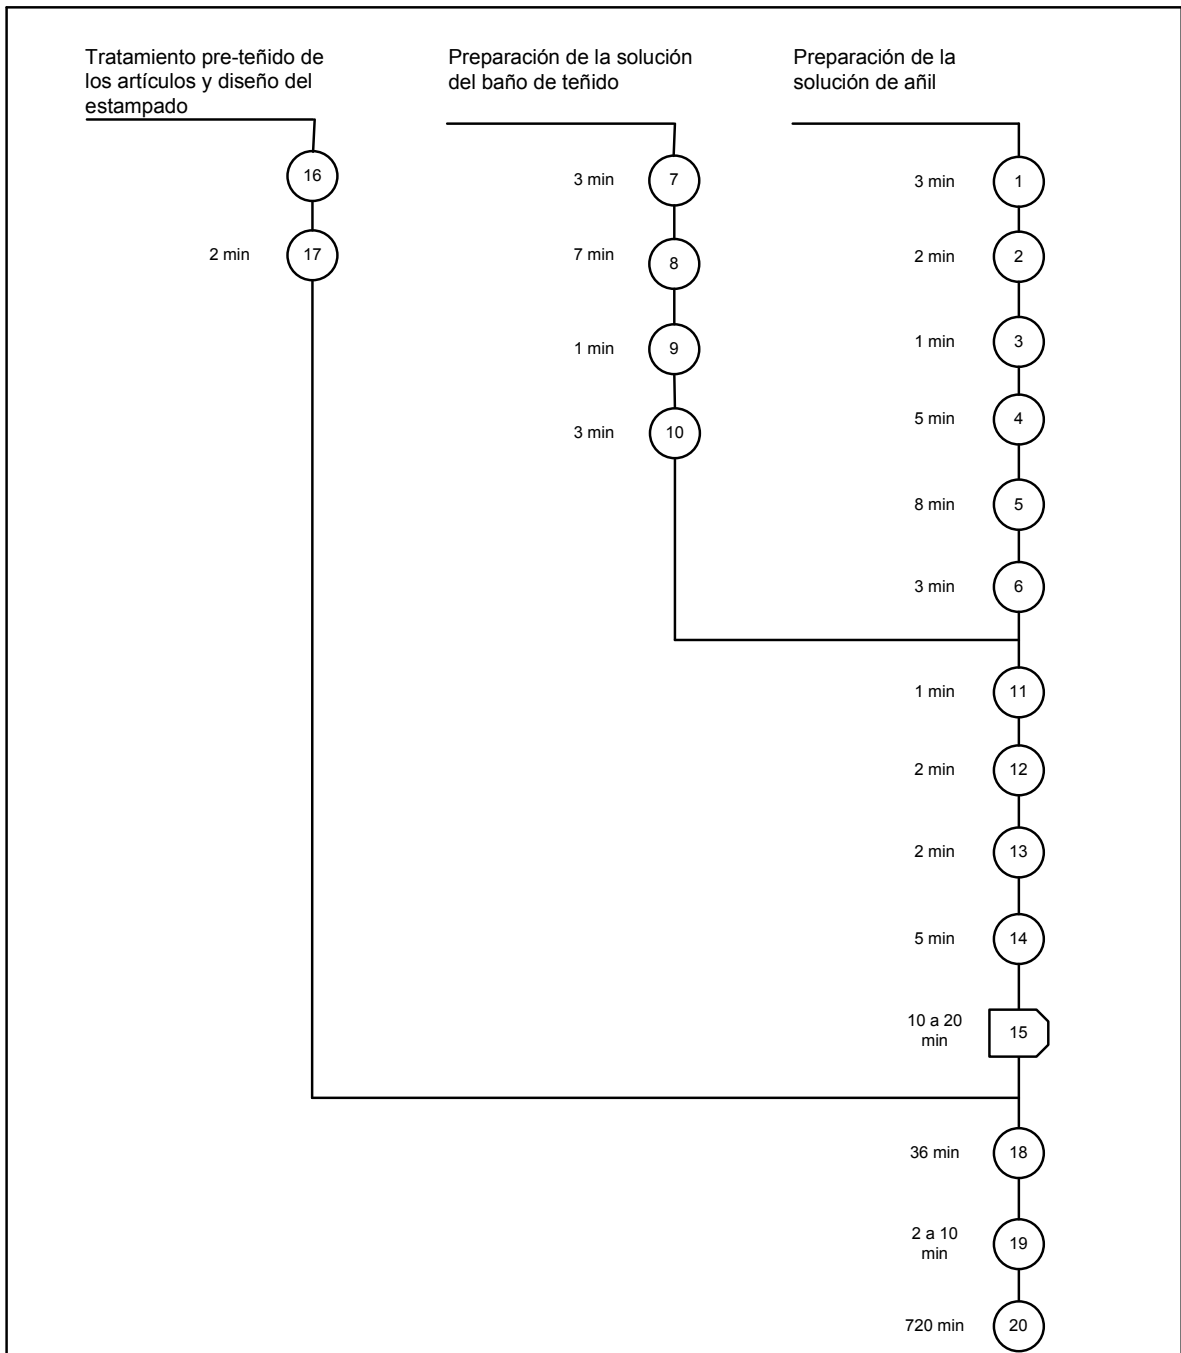 Tratamiento pre-teñido de
los artículos y diseño del
estampado
Preparación de la solución
del baño de teñido
Preparación de la
solución de añil
16
2 min
17
3 min
7
7 min
8
1 min
9
3 min
10
3 min
1
2 min
2
1 min
3
5 min
4
8 min
5
3 min
6
1 min
11
2 min
12
2 min
13
5 min
14
10 a 20
min
15
36 min
18
2 a 10
min
19
720 min
20